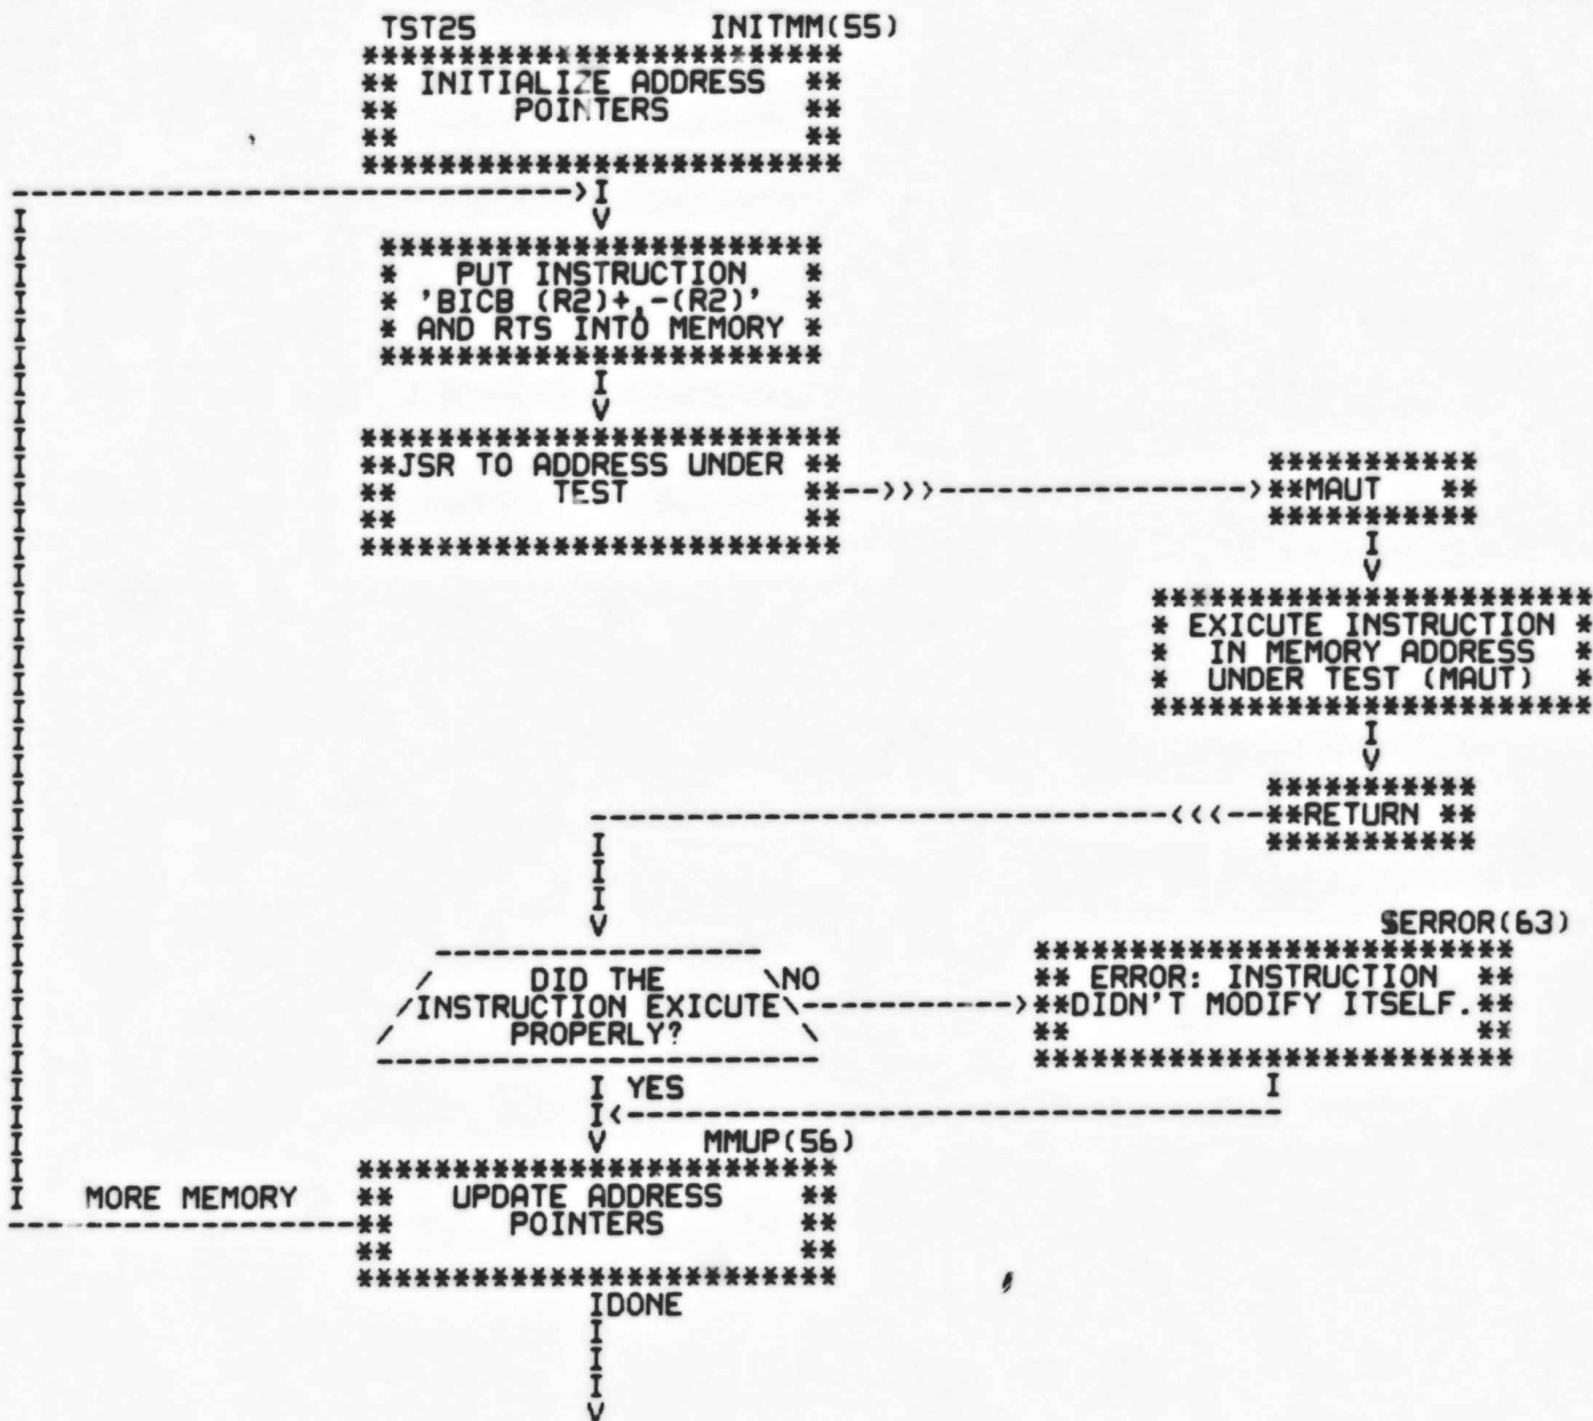 TST25 INITMM(55)
************************* 
** INITIALIZE ADDRESS **
** POINTERS **
** **
*************************
------------------------------>I
V
***********************
* PUT INSTRUCTION *
* 'BICB (R2)+,-(R2)' *
* AND RTS INTO MEMORY *
***********************
I
V
*************************
**JSR TO ADDRESS UNDER **
** TEST **-->>>----------------->**MAUT **
** **
*************************
***********
***********
I
V
***********************
* EXICUTE INSTRUCTION *
* IN MEMORY ADDRESS *
* UNDER TEST (MAUT) *
***********************
I
V
***********
------------------------------<<<--**RETURN **
***********
I
I
I
V
$ERROR(63)
-----------------
/ DID THE \NO
/INSTRUCTION EXICUTE\----------->
/ PROPERLY? \
-----------------------
*************************
** ERROR: INSTRUCTION **
**DIDN'T MODIFY ITSELF.**
** **
*************************
I
I YES
I<----------------------------------
V MMUP(56)
*************************
I MORE MEMORY ** UPDATE ADDRESS **
------------------** POINTERS **
** **
*************************
IDONE
I
I
I
V